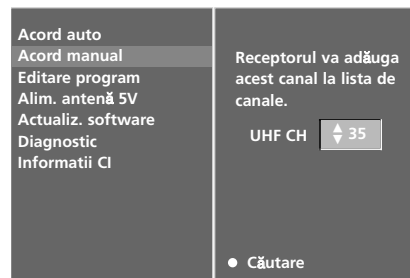 Acord auto
Acord manual
Editare program
Alim. antenă 5V
Actualiz. software
Diagnostic
Informatii CI
Receptorul va adăuga
acest canal la lista de
canale.
UHF CH 35
Căutare